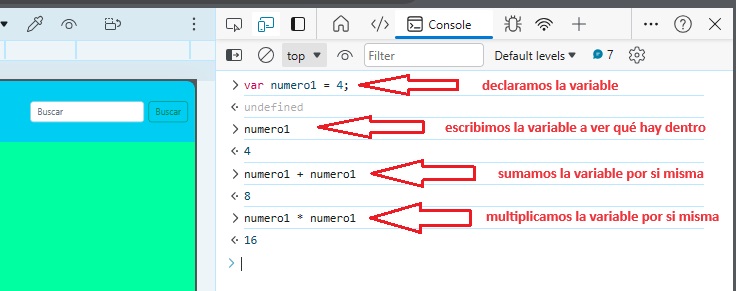 Console
top
Filter
Default levels
7
Buscar
Buscar
var numero1 = 4;
declaramos la variable
undefined
numero1
escribimos la variable a ver qué hay dentro
4
numero1 + numero1
sumamos la variable por si misma
8
numero1 * numero1
multiplicamos la variable por si misma
16